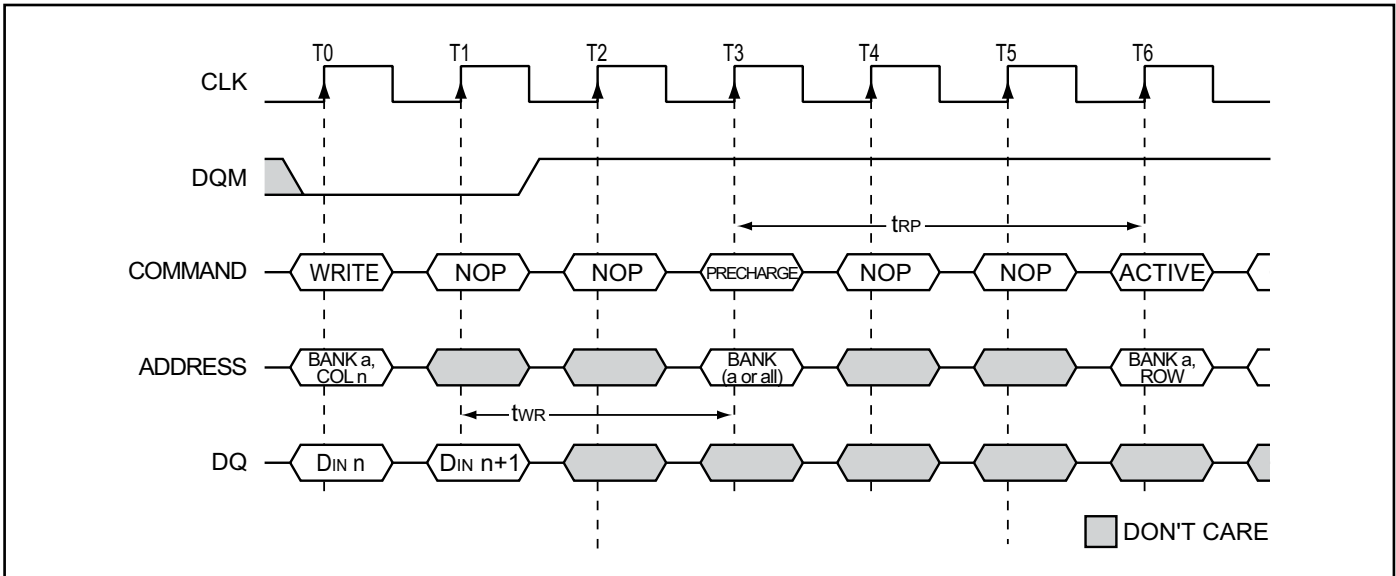 T0 T1 T2 T3 T4 T5 T6
CLK
DQM
tRP
COMMAND WRITE NOP NOP PRECHARGE NOP NOP ACTIVE
ADDRESS BANK a, COL n BANK (a or all) BANK a, ROW
tWR
DQ DIN n DIN n+1
DON'T CARE